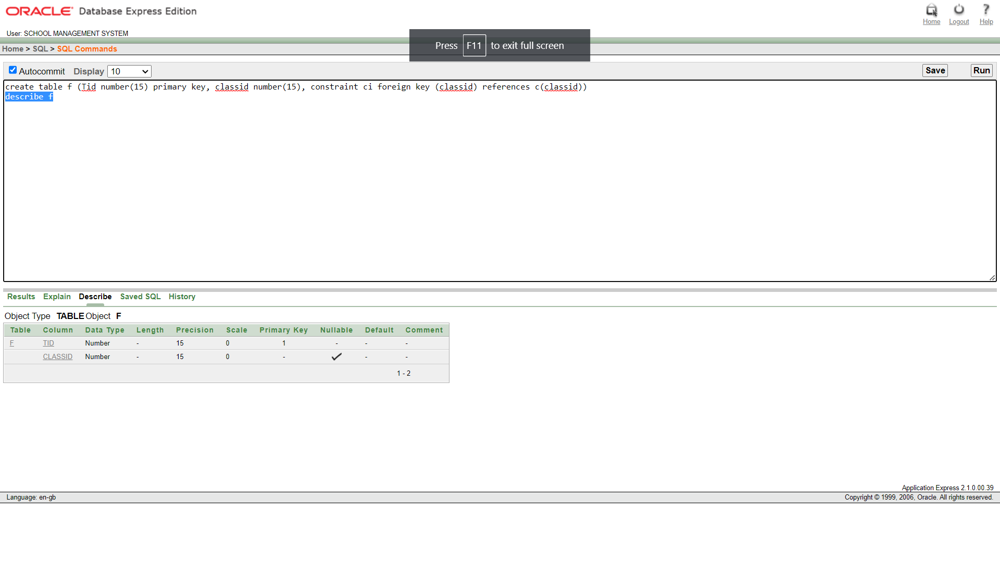 ORACLE Database Express Edition
Home Logout Help
User: SCHOOL MANAGEMENT SYSTEM
Press F11 to exit full screen
Home > SQL > SQL Commands
Autocommit Display 10 Save Run
create table f (Tid number(15) primary key, classid number(15), constraint ci foreign key (classid) references c(classid))
describe f
Results Explain Describe Saved SQL History
Object Type TABLE Object F
Table Column Data Type Length Precision Scale Primary Key Nullable Default Comment
F TID Number - 15 0 1 - - -
CLASSID Number - 15 0 - ✓ - -
1 - 2
Application Express 2.1.0.00.39
Language: en-gb Copyright © 1999, 2006, Oracle. All rights reserved.